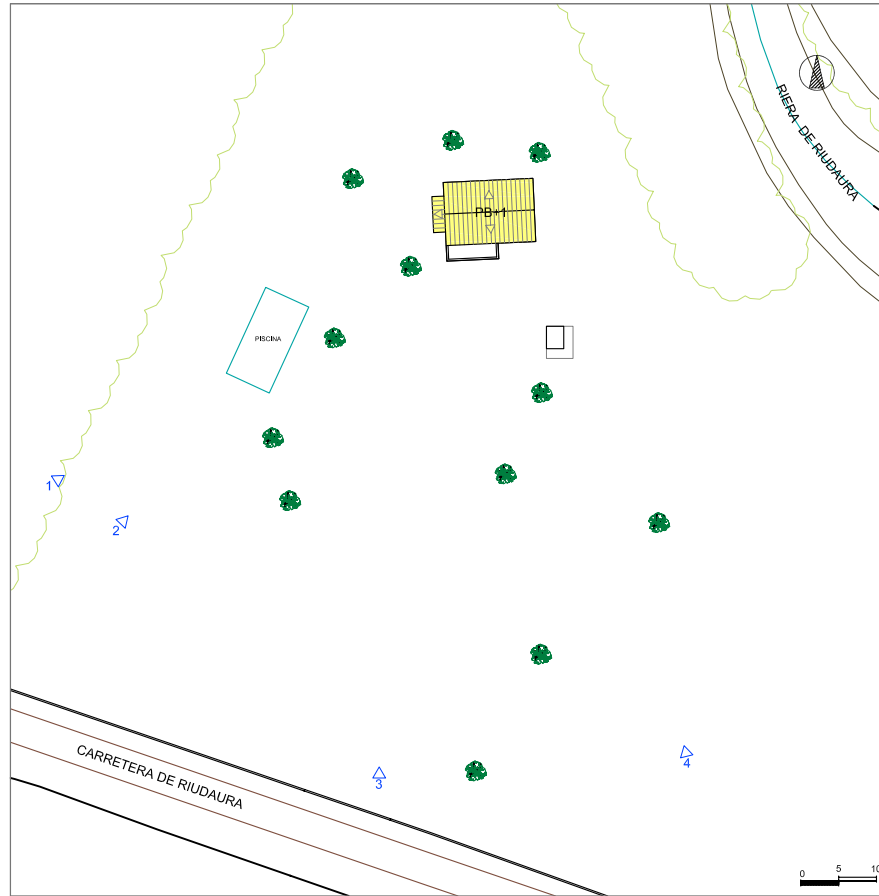 RIERA DE RIUDAURA
PB+1
PISCINA
1
2
CARRETERA DE RIUDAURA
3
4
0 5 10